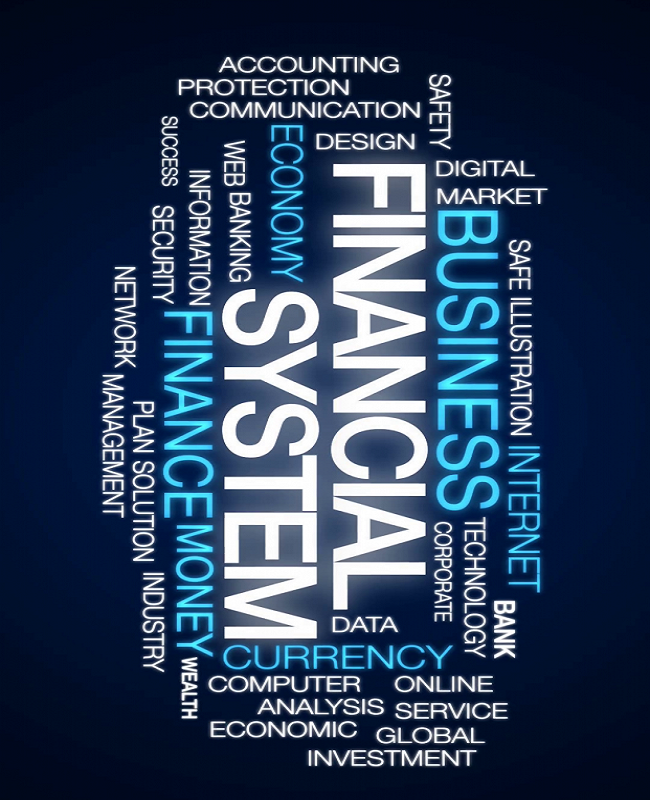 ACCOUNTING
PROTECTION
COMMUNICATION
DESIGN
SAFETY
DIGITAL
MARKET
SUCCESS
WEB BANKING
ECONOMY
INFORMATION
SECURITY
FINANCIAL
SYSTEM
BUSINESS
SAFE ILLUSTRATION
NETWORK
MANAGEMENT
PLAN SOLUTION
FINANCE
MONEY
INTERNET
TECHNOLOGY
CORPORATE
BANK
INDUSTRY
WEALTH
DATA
CURRENCY
COMPUTER ONLINE
ANALYSIS SERVICE
ECONOMIC GLOBAL
INVESTMENT